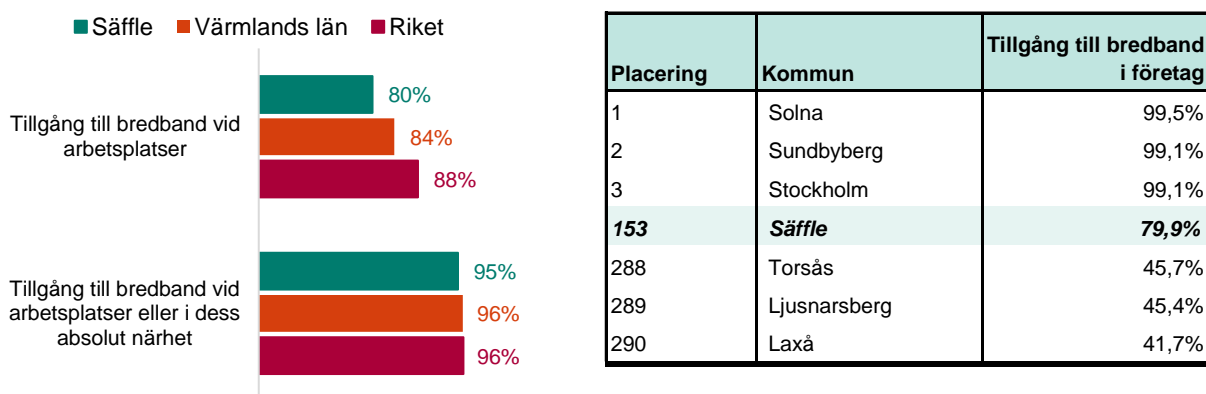 Säffle Värmlands län Riket
Tillgång till bredband vid
arbetsplatser
80%
84%
88%
Tillgång till bredband vid
arbetsplatser eller i dess
absolut närhet
95%
96%
96%
Placering Kommun Tillgång till bredband
i företag
1 Solna 99,5%
2 Sundbyberg 99,1%
3 Stockholm 99,1%
153 Säffle 79,9%
288 Torsås 45,7%
289 Ljusnarsberg 45,4%
290 Laxå 41,7%